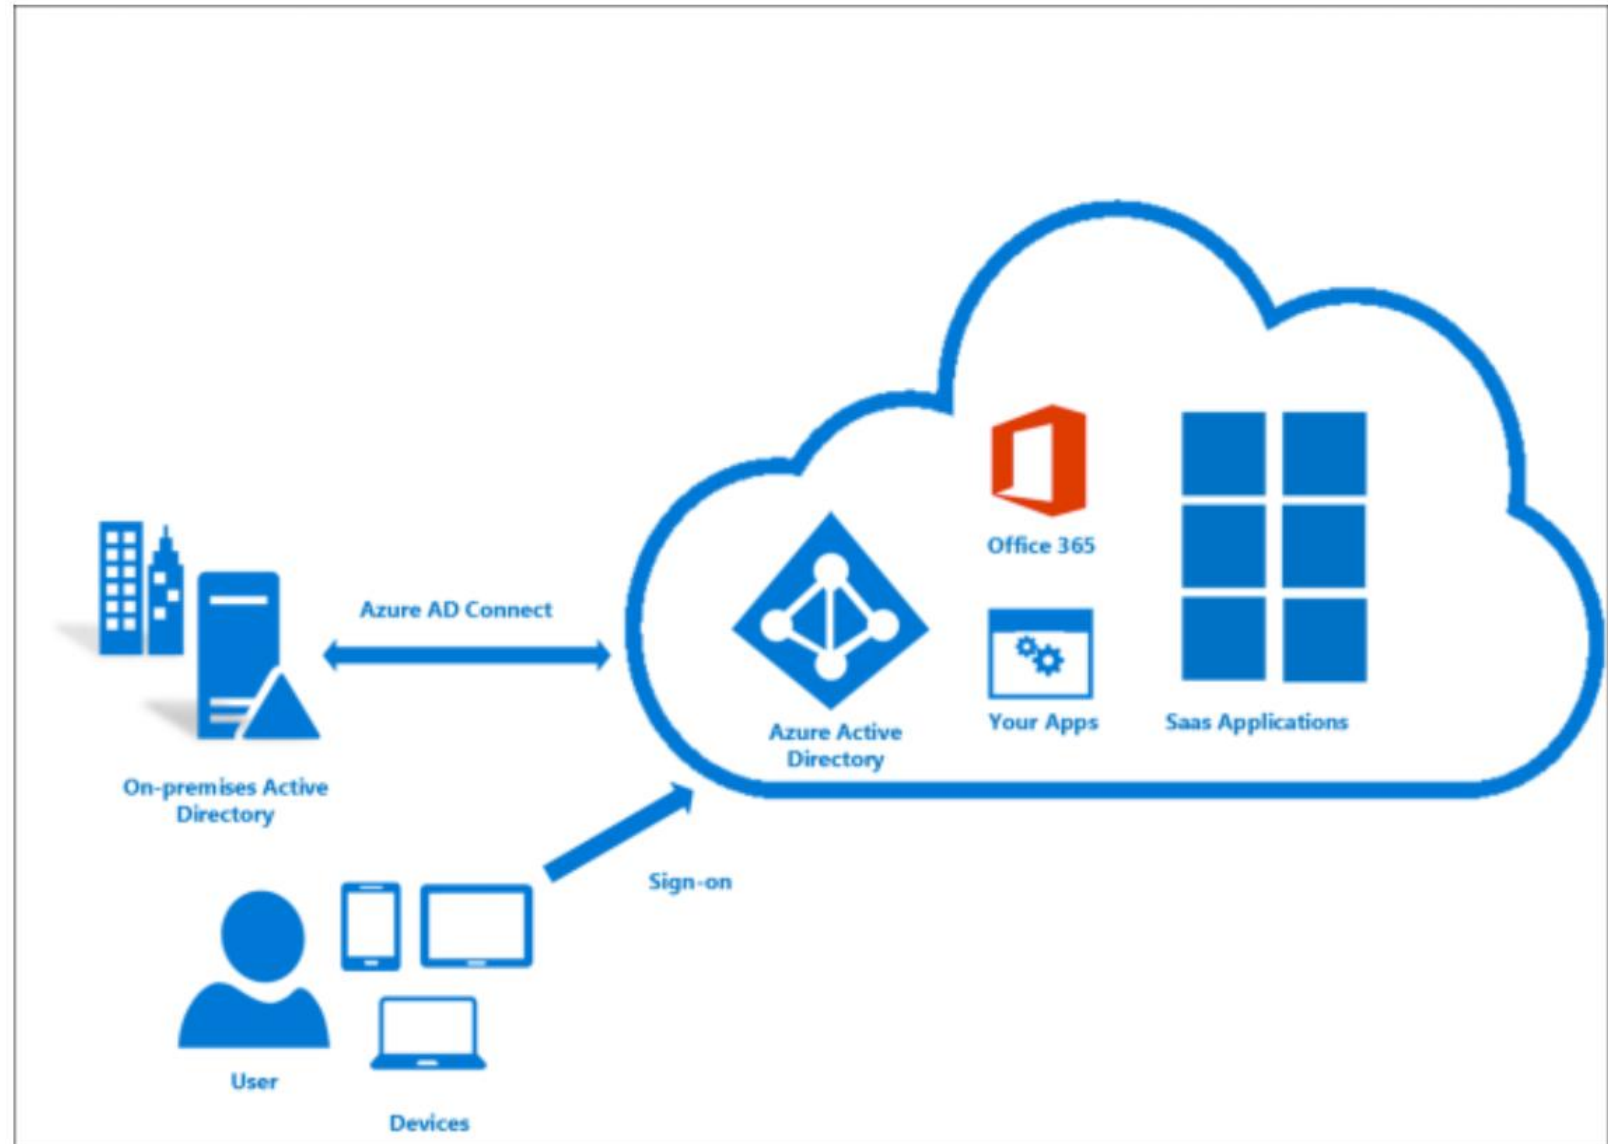 Office 365
Azure AD Connect
Your Apps
Saas Applications
Azure Active
Directory
On-premises Active
Directory
Sign-on
User
Devices